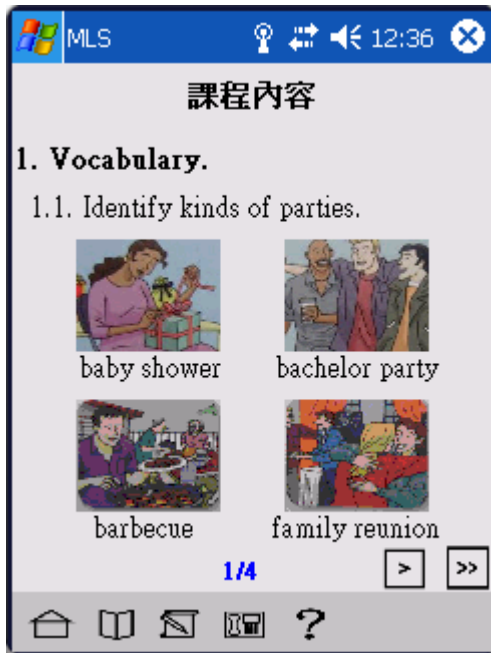 MLS 12:36
課程內容
1. Vocabulary.
1.1. Identify kinds of parties.
baby shower bachelor party
barbecue family reunion
1/4 > >>
?